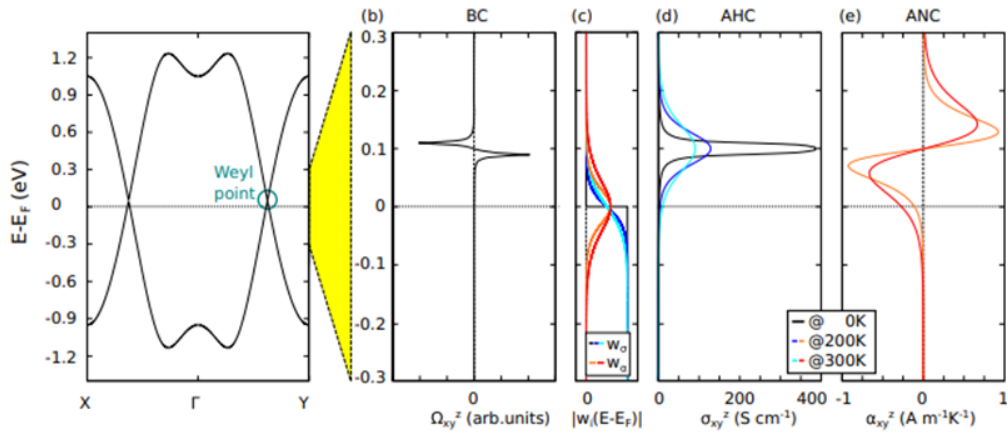 (b) BC (c) (d) AHC (e) ANC
1.2
0.9
0.6
0.3
0
-0.3
-0.6
-0.9
-1.2
E-E_F (eV)
Weyl
point
X Γ Y
0.3
0.2
0.1
0
-0.1
-0.2
-0.3
0
Ω_xy^z (arb.units)
w_σ
w_α
|w_i(E-E_F)|
@ 0K
@200K
@300K
0 200 400
σ_xy^z (S cm⁻¹)
-1 0 1
α_xy^z (A m⁻¹K⁻¹)